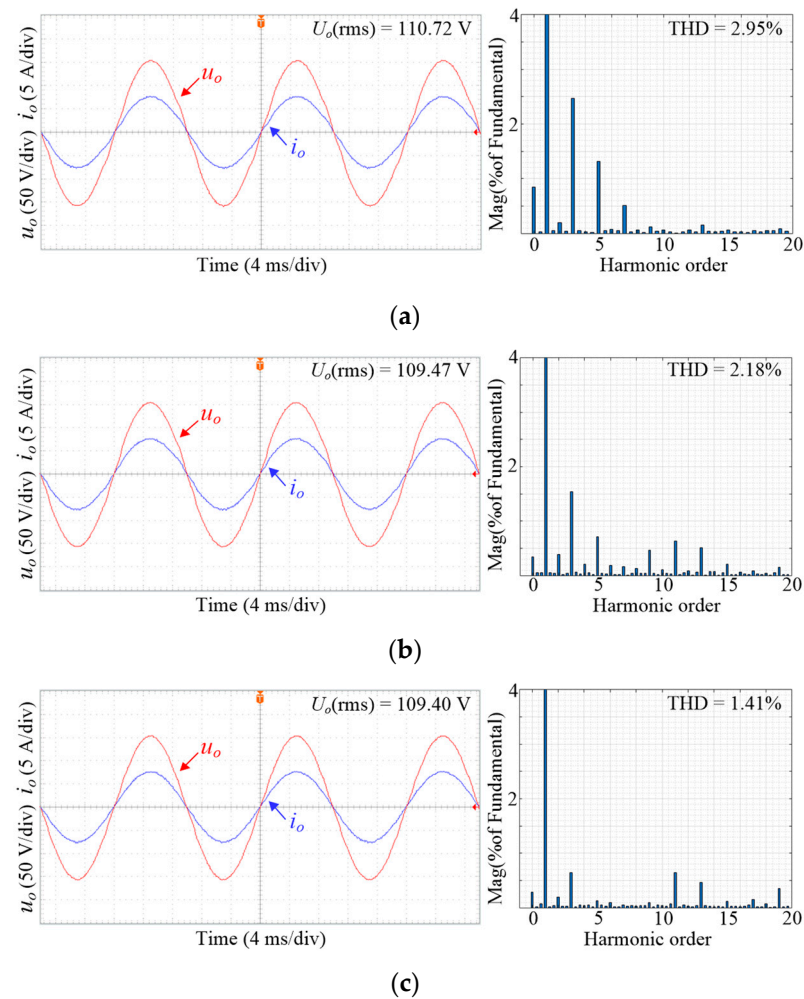 T
Uo(rms) = 110.72 V
uo
io
uo (50 V/div) io (5 A/div)
Time (4 ms/div)
THD = 2.95%
Mag(%of Fundamental)
4
2
0 5 10 15 20
Harmonic order
(a)
T
Uo(rms) = 109.47 V
uo
io
uo (50 V/div) io (5 A/div)
Time (4 ms/div)
THD = 2.18%
Mag(%of Fundamental)
4
2
0 5 10 15 20
Harmonic order
(b)
T
Uo(rms) = 109.40 V
uo
io
uo (50 V/div) io (5 A/div)
Time (4 ms/div)
THD = 1.41%
Mag(%of Fundamental)
4
2
0 5 10 15 20
Harmonic order
(c)